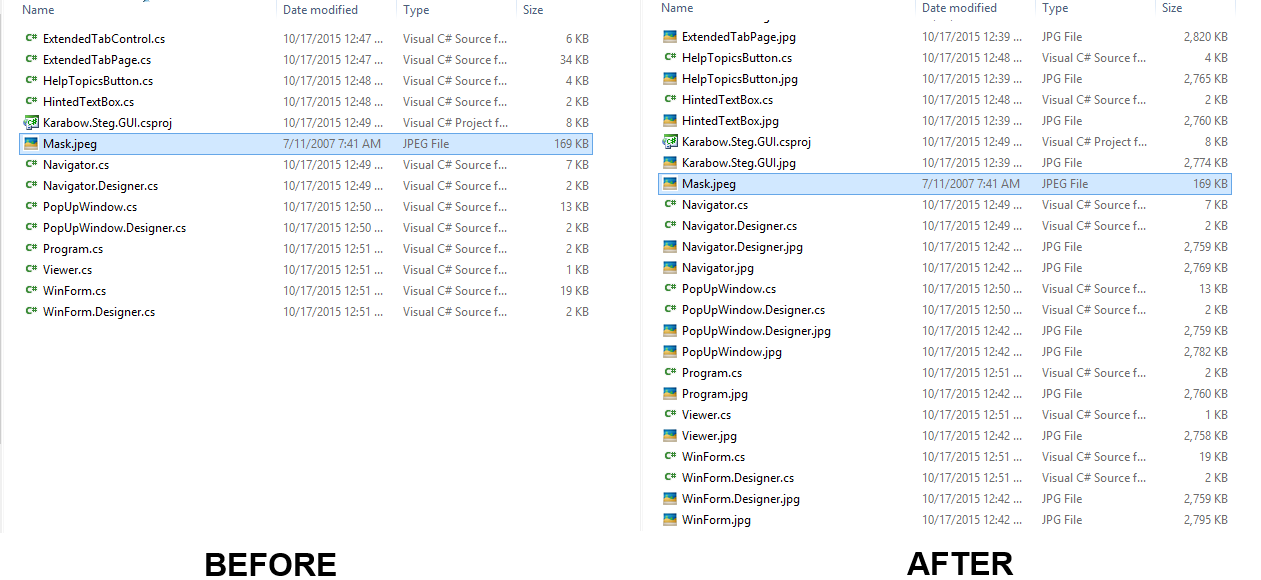 Name Date modified Type Size
ExtendedTabControl.cs 10/17/2015 12:47 ... Visual C# Source f... 6 KB
ExtendedTabPage.cs 10/17/2015 12:47 ... Visual C# Source f... 34 KB
HelpTopicsButton.cs 10/17/2015 12:48 ... Visual C# Source f... 4 KB
HintedTextBox.cs 10/17/2015 12:48 ... Visual C# Source f... 2 KB
Karabow.Steg.GUI.csproj 10/17/2015 12:49 ... Visual C# Project f... 8 KB
Mask.jpeg 7/11/2007 7:41 AM JPEG File 169 KB
Navigator.cs 10/17/2015 12:49 ... Visual C# Source f... 7 KB
Navigator.Designer.cs 10/17/2015 12:49 ... Visual C# Source f... 2 KB
PopUpWindow.cs 10/17/2015 12:50 ... Visual C# Source f... 13 KB
PopUpWindow.Designer.cs 10/17/2015 12:50 ... Visual C# Source f... 2 KB
Program.cs 10/17/2015 12:51 ... Visual C# Source f... 2 KB
Viewer.cs 10/17/2015 12:51 ... Visual C# Source f... 1 KB
WinForm.cs 10/17/2015 12:51 ... Visual C# Source f... 19 KB
WinForm.Designer.cs 10/17/2015 12:51 ... Visual C# Source f... 2 KB
BEFORE
Name Date modified Type Size
ExtendedTabPage.jpg 10/17/2015 12:39 ... JPG File 2,820 KB
HelpTopicsButton.cs 10/17/2015 12:48 ... Visual C# Source f... 4 KB
HelpTopicsButton.jpg 10/17/2015 12:39 ... JPG File 2,765 KB
HintedTextBox.cs 10/17/2015 12:48 ... Visual C# Source f... 2 KB
HintedTextBox.jpg 10/17/2015 12:39 ... JPG File 2,760 KB
Karabow.Steg.GUI.csproj 10/17/2015 12:49 ... Visual C# Project f... 8 KB
Karabow.Steg.GUI.jpg 10/17/2015 12:39 ... JPG File 2,774 KB
Mask.jpeg 7/11/2007 7:41 AM JPEG File 169 KB
Navigator.cs 10/17/2015 12:49 ... Visual C# Source f... 7 KB
Navigator.Designer.cs 10/17/2015 12:49 ... Visual C# Source f... 2 KB
Navigator.Designer.jpg 10/17/2015 12:42 ... JPG File 2,759 KB
Navigator.jpg 10/17/2015 12:42 ... JPG File 2,769 KB
PopUpWindow.cs 10/17/2015 12:50 ... Visual C# Source f... 13 KB
PopUpWindow.Designer.cs 10/17/2015 12:50 ... Visual C# Source f... 2 KB
PopUpWindow.Designer.jpg 10/17/2015 12:42 ... JPG File 2,759 KB
PopUpWindow.jpg 10/17/2015 12:42 ... JPG File 2,782 KB
Program.cs 10/17/2015 12:51 ... Visual C# Source f... 2 KB
Program.jpg 10/17/2015 12:42 ... JPG File 2,760 KB
Viewer.cs 10/17/2015 12:51 ... Visual C# Source f... 1 KB
Viewer.jpg 10/17/2015 12:42 ... JPG File 2,758 KB
WinForm.cs 10/17/2015 12:51 ... Visual C# Source f... 19 KB
WinForm.Designer.cs 10/17/2015 12:51 ... Visual C# Source f... 2 KB
WinForm.Designer.jpg 10/17/2015 12:42 ... JPG File 2,759 KB
WinForm.jpg 10/17/2015 12:42 ... JPG File 2,795 KB
AFTER